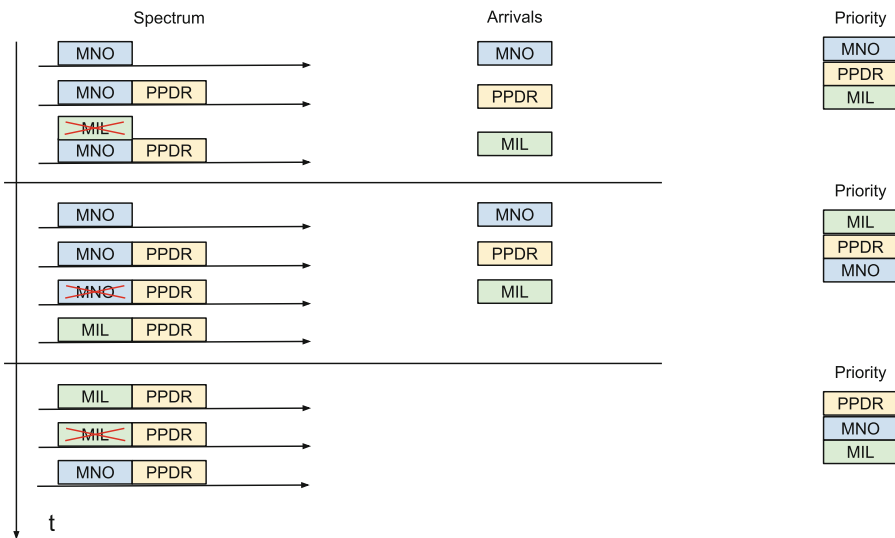 Spectrum Arrivals Priority
MNO MNO MNO
PPDR
MNO PPDR PPDR MIL
MIL
MNO PPDR MIL
Priority
MNO MNO MIL
PPDR
MNO PPDR PPDR MNO
MNO PPDR MIL
MIL PPDR
Priority
MIL PPDR PPDR
MNO
MIL PPDR MIL
MNO PPDR
t